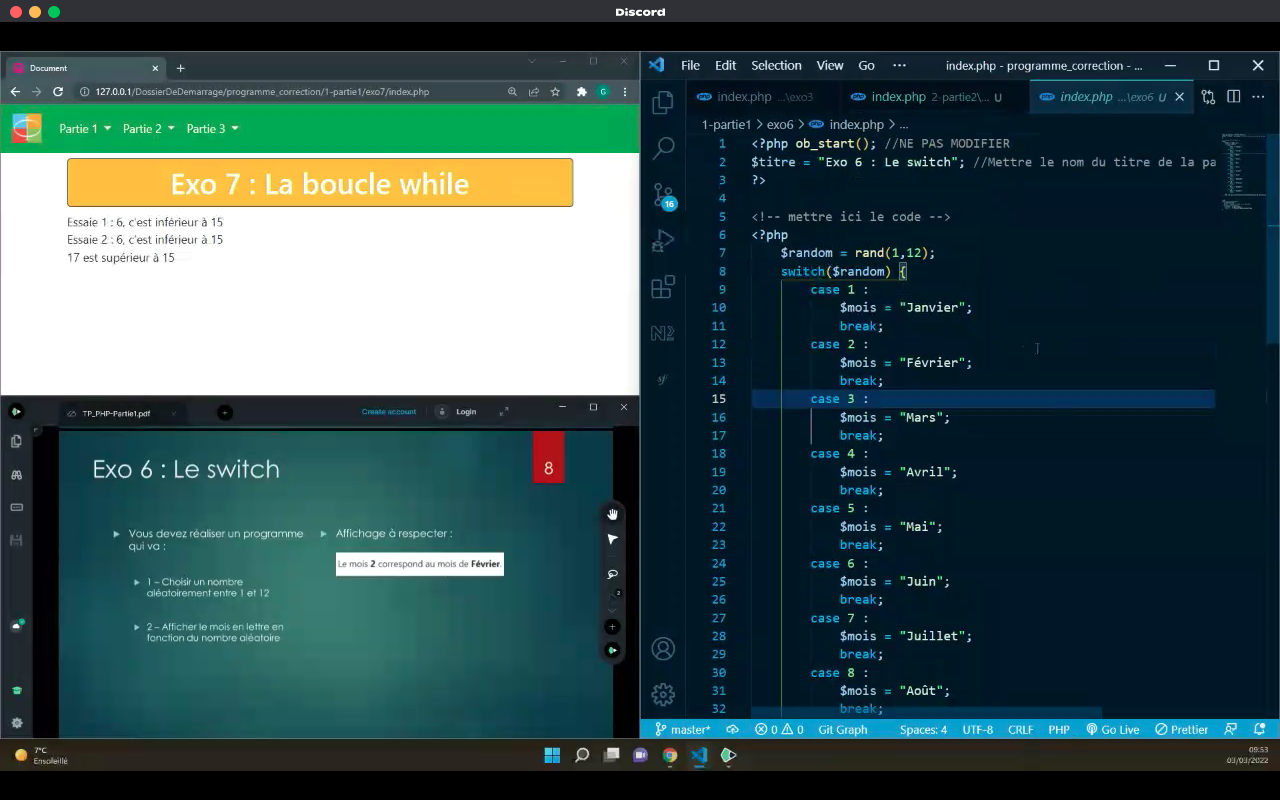 Discord
Document
127.0.0.1/DossierDeDemarrage/programme_correction/1-partie1/exo7/index.php
G
Partie 1
Partie 2
Partie 3
Exo 7 : La boucle while
Essaie 1 : 6, c'est inférieur à 15
Essaie 2 : 6, c'est inférieur à 15
17 est supérieur à 15
TP_PHP-Partie1.pdf
Create account
Login
Exo 6 : Le switch
8
Vous devez réaliser un programme
qui va :
1 – Choisir un nombre
aléatoirement entre 1 et 12
2 – Afficher le mois en lettre en
fonction du nombre aléatoire
Affichage à respecter :
Le mois 2 correspond au mois de Février.
File Edit Selection View Go ···
index.php - programme_correction - ...
index.php ...\exo3
index.php 2-partie2\... U
index.php ...\exo6 U
1-partie1 > exo6 > index.php > ...
16
1 <?php ob_start(); //NE PAS MODIFIER
2 $titre = "Exo 6 : Le switch"; //Mettre le nom du titre de la pa
3 ?>
4
5 <!-- mettre ici le code -->
6 <?php
7 $random = rand(1,12);
8 switch($random) {
9 case 1 :
10 $mois = "Janvier";
11 break;
12 case 2 :
13 $mois = "Février";
14 break;
15 case 3 :
16 $mois = "Mars";
17 break;
18 case 4 :
19 $mois = "Avril";
20 break;
21 case 5 :
22 $mois = "Mai";
23 break;
24 case 6 :
25 $mois = "Juin";
26 break;
27 case 7 :
28 $mois = "Juillet";
29 break;
30 case 8 :
31 $mois = "Août";
32 break;
master* 0 0 Git Graph Spaces: 4 UTF-8 CRLF PHP Go Live Prettier
7°C
Ensoleillé
09:53
03/03/2022